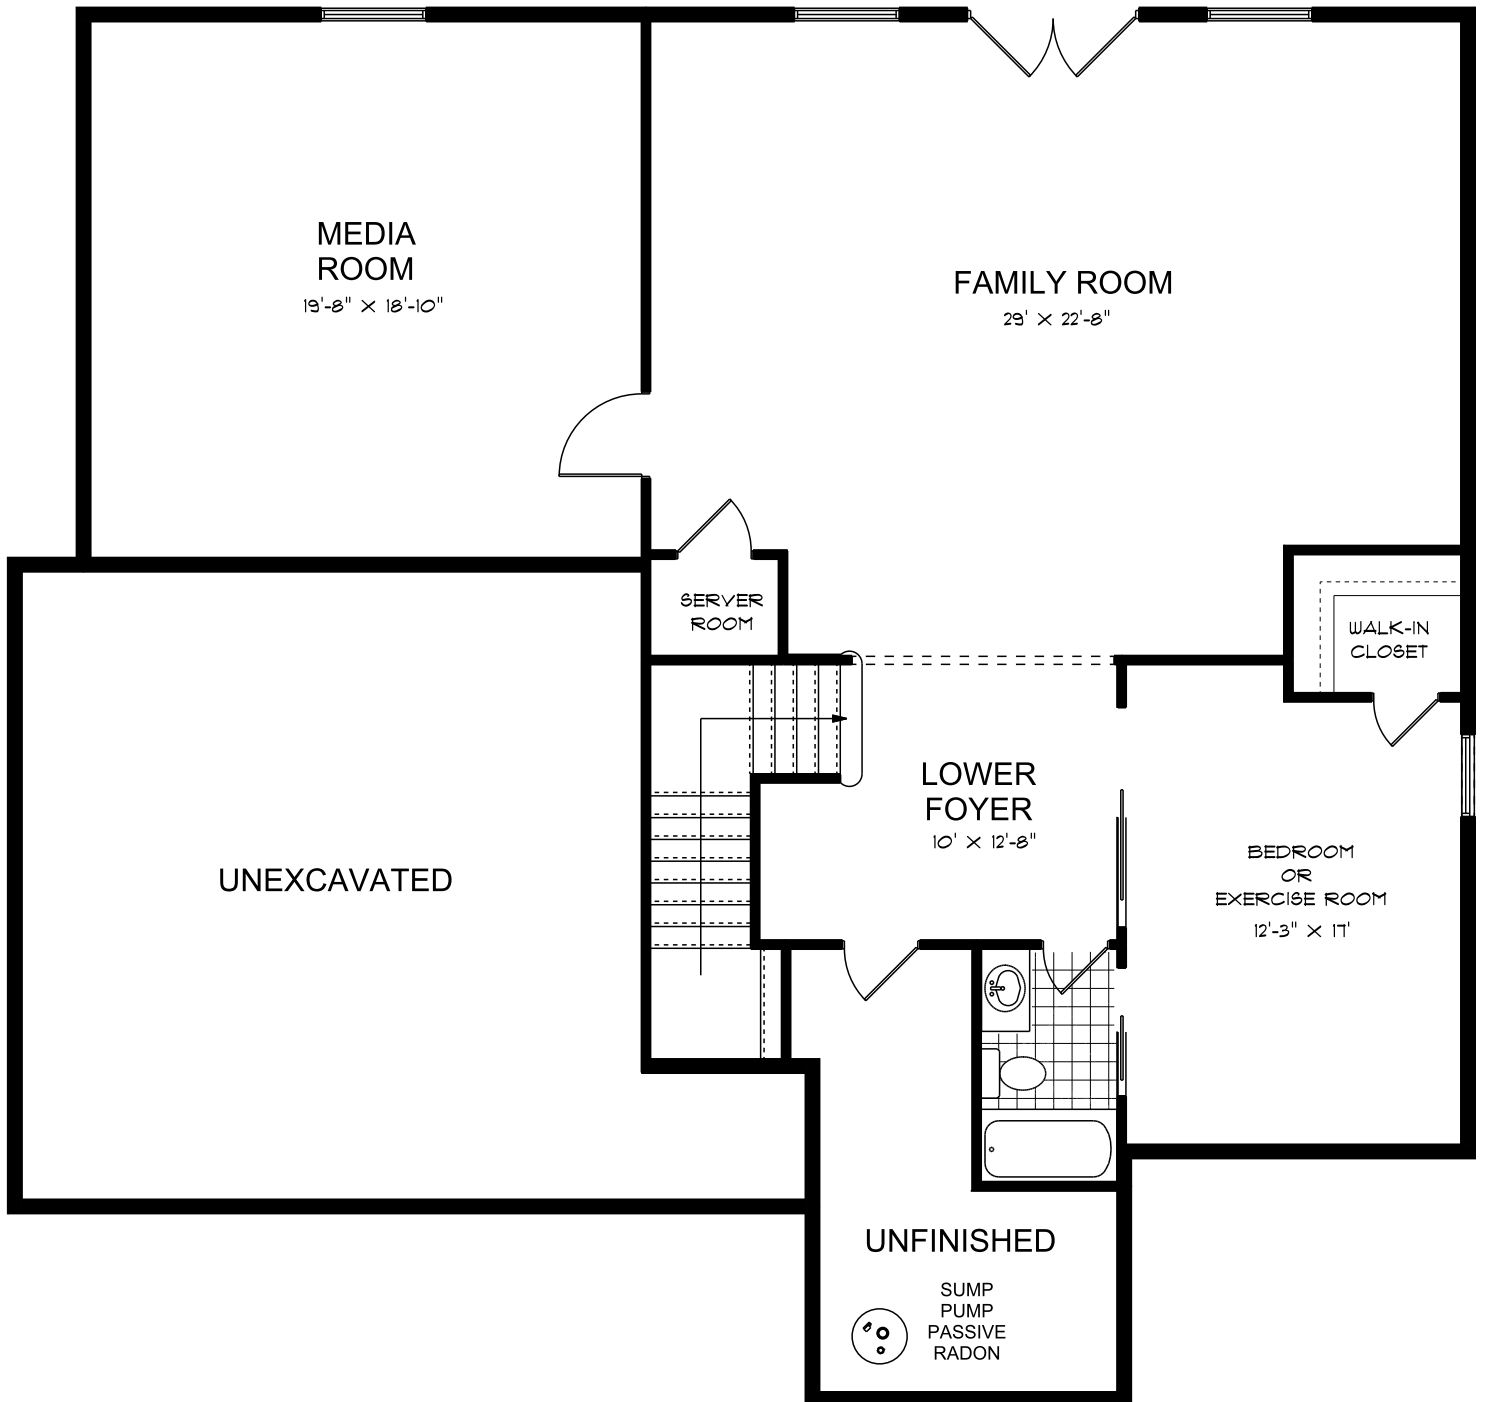 MEDIA
ROOM
19'-8" X 18'-10"
FAMILY ROOM
29' X 22'-8"
SERVER
ROOM
WALK-IN
CLOSET
LOWER
FOYER
10' X 12'-8"
BEDROOM
OR
EXERCISE ROOM
12'-3" X 17'
UNEXCAVATED
UNFINISHED
SUMP
PUMP
PASSIVE
RADON